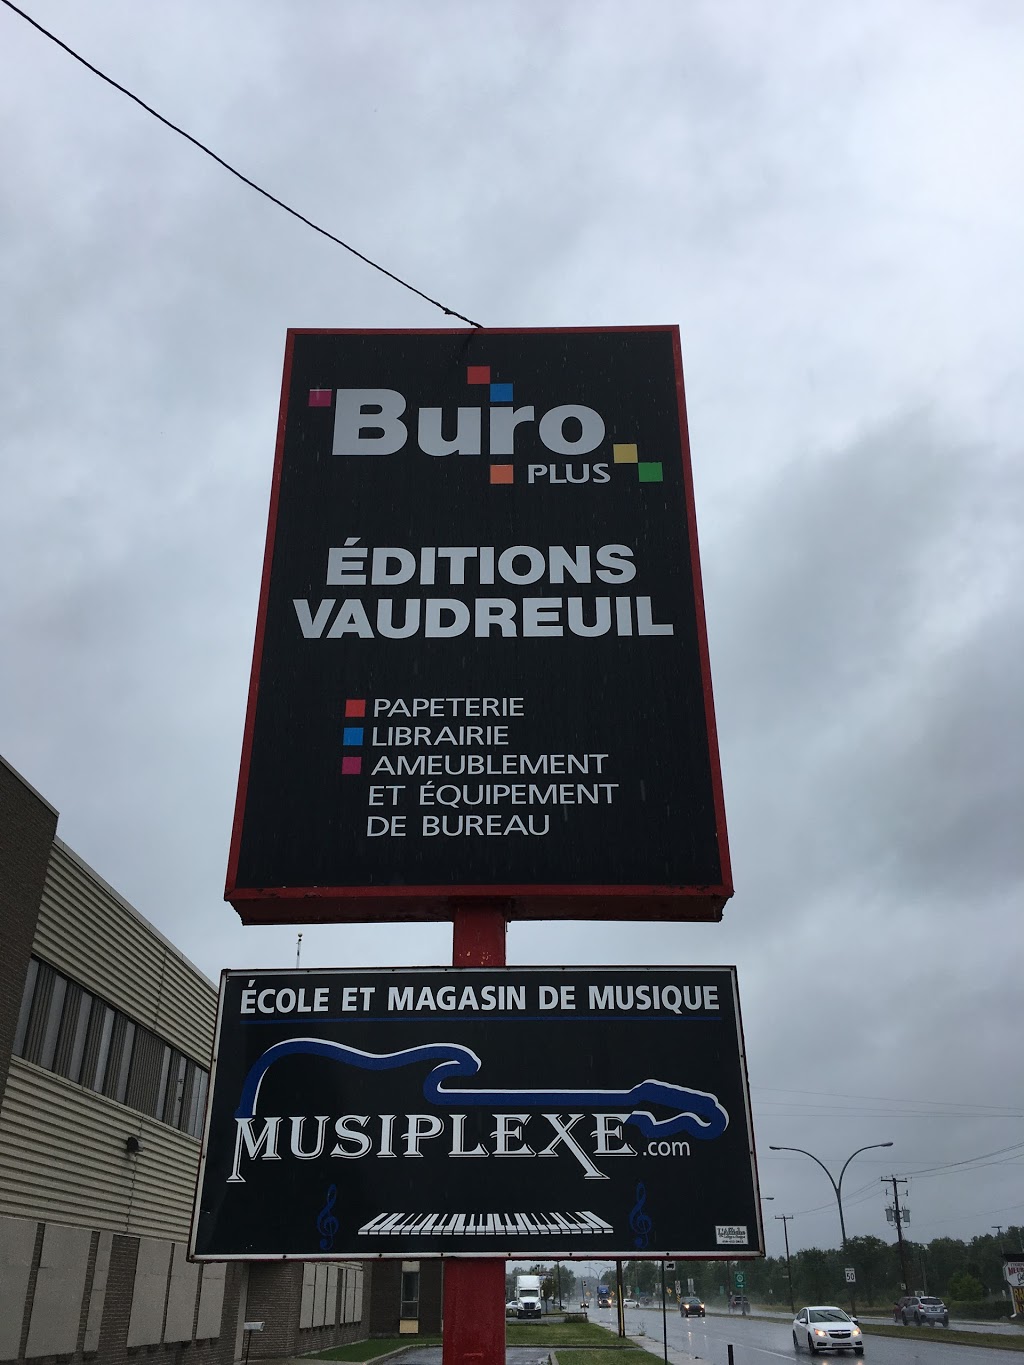 Buro
PLUS
ÉDITIONS
VAUDREUIL
PAPETERIE
LIBRAIRIE
AMEUBLEMENT
ET ÉQUIPEMENT
DE BUREAU
ÉCOLE ET MAGASIN DE MUSIQUE
MUSIPLEXE.com
50